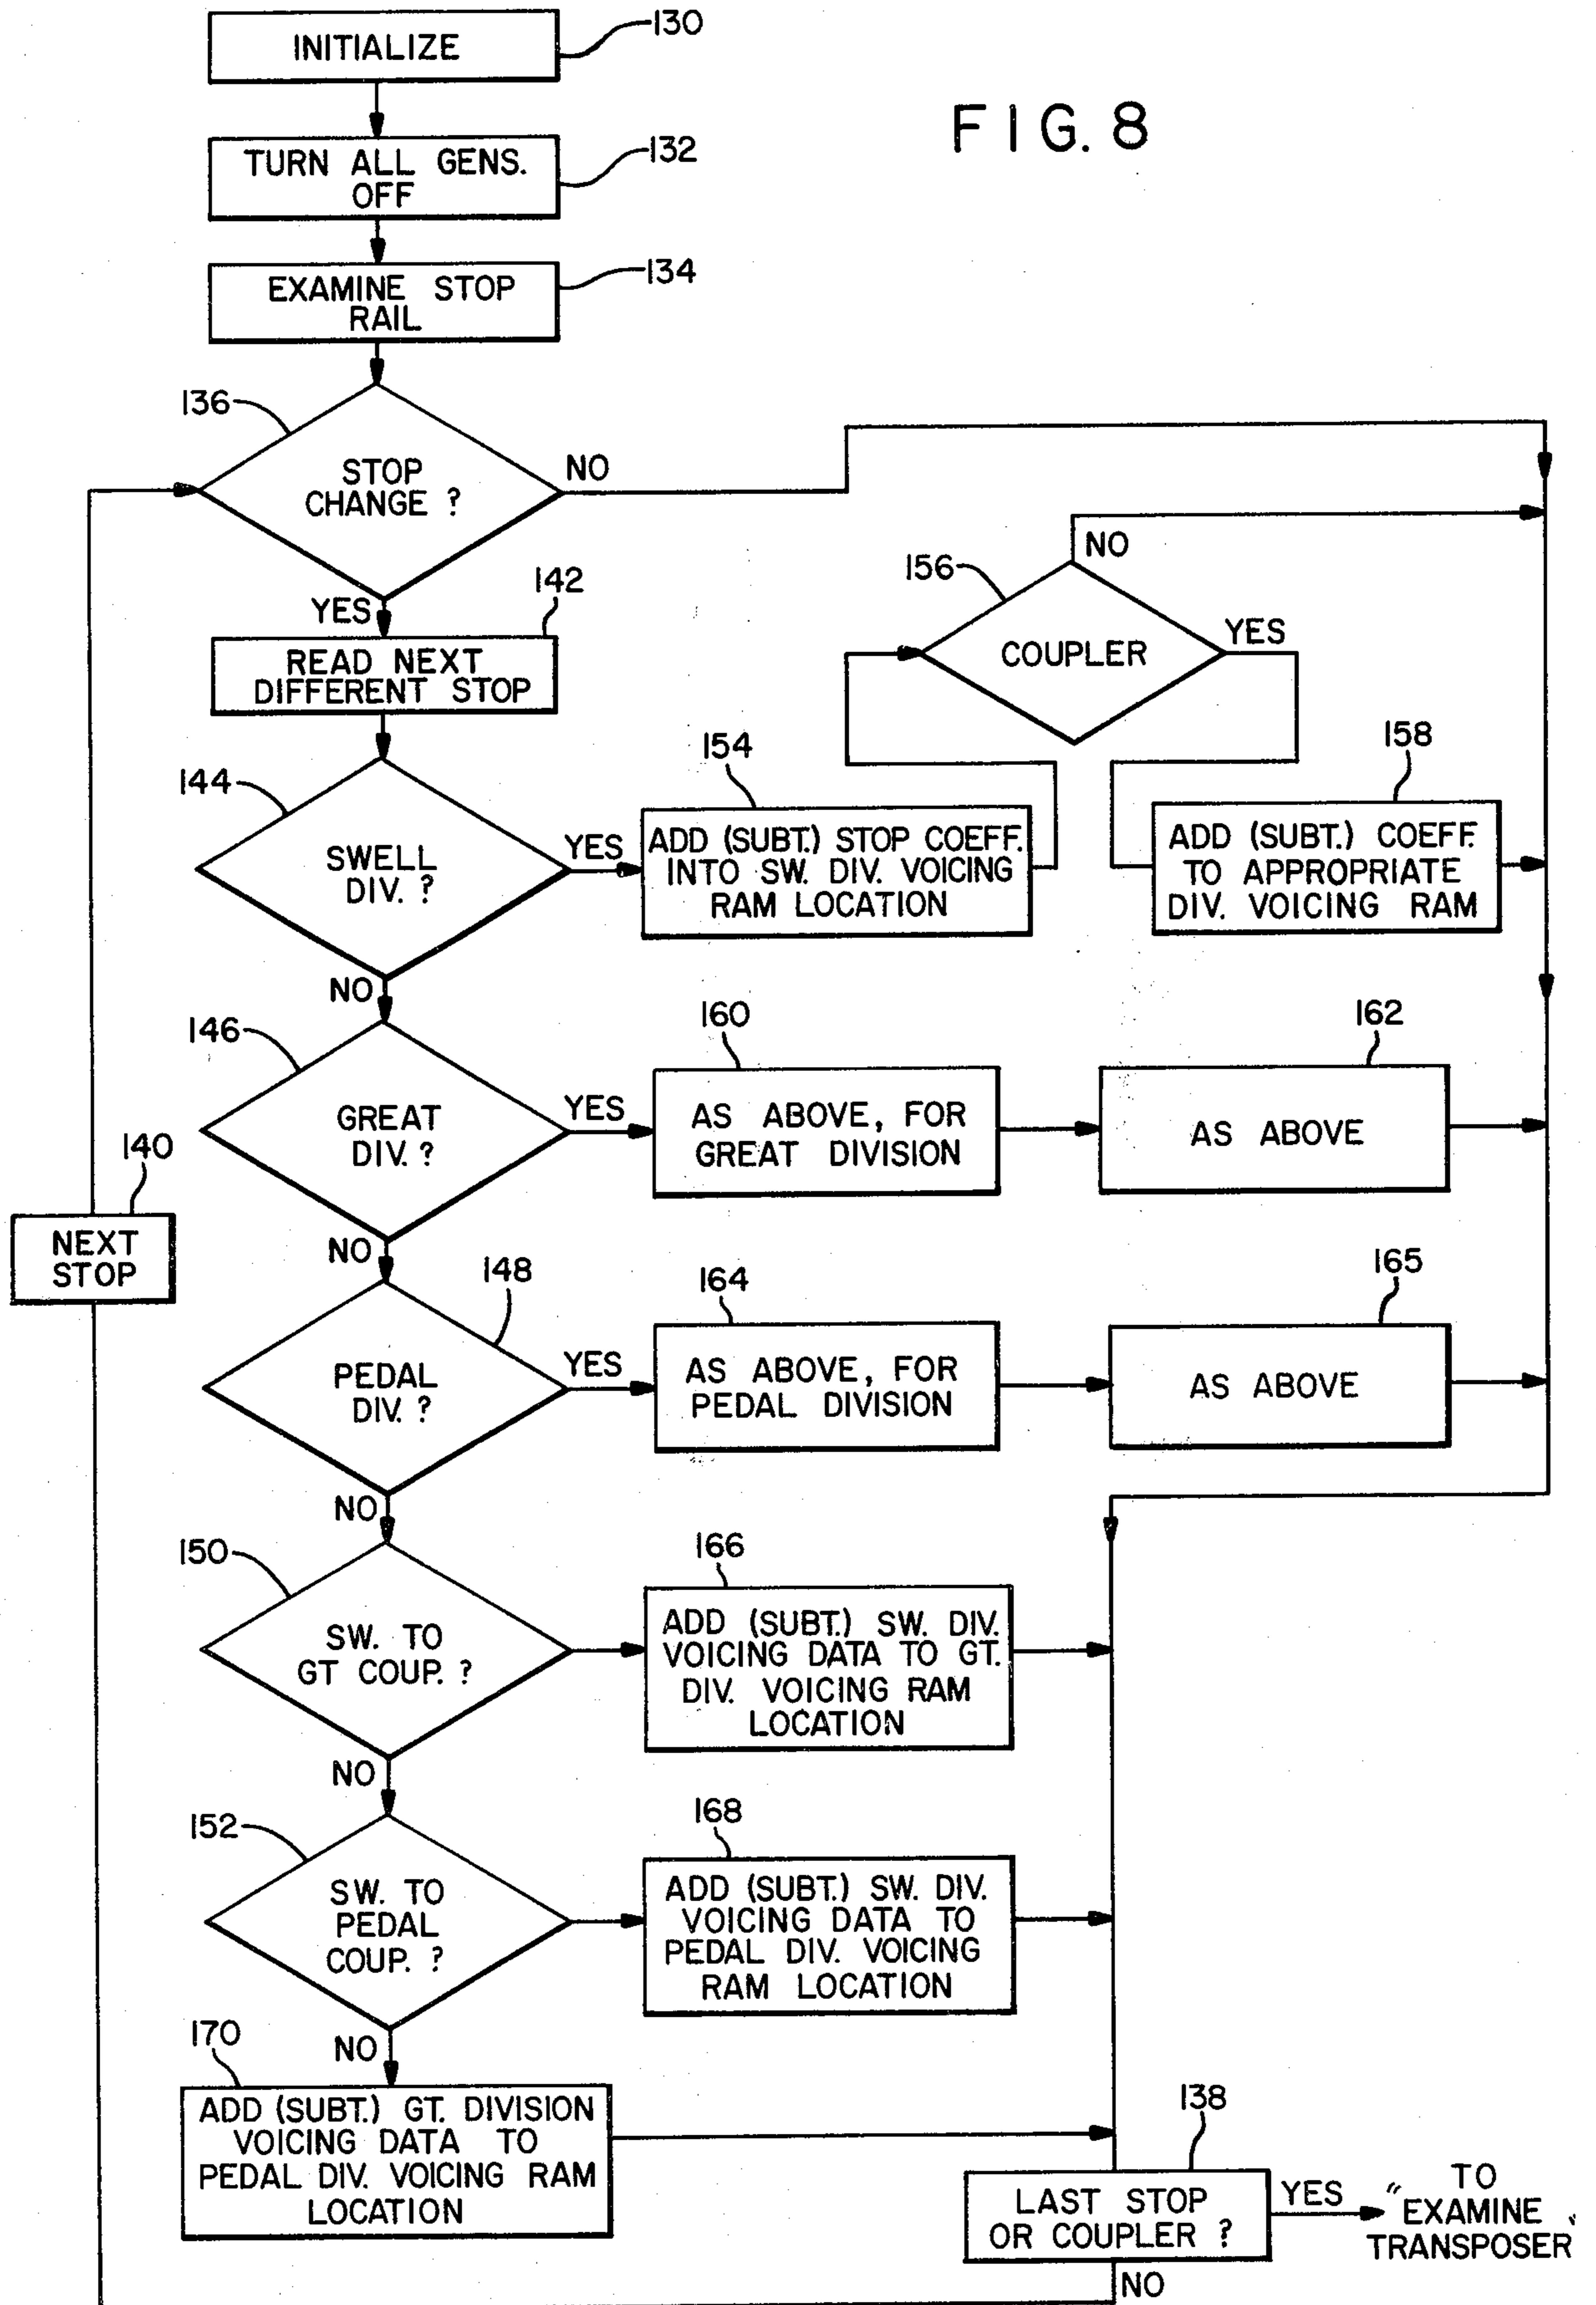 FIG. 8
INITIALIZE
130
TURN ALL GENS.
OFF
132
EXAMINE STOP
RAIL
134
136
STOP
CHANGE ?
NO
YES
142
READ NEXT
DIFFERENT STOP
156
COUPLER
NO
YES
144
SWELL
DIV. ?
YES
NO
154
ADD (SUBT.) STOP COEFF.
INTO SW. DIV. VOICING
RAM LOCATION
158
ADD (SUBT.) COEFF.
TO APPROPRIATE
DIV. VOICING RAM
146
GREAT
DIV. ?
YES
NO
160
AS ABOVE, FOR
GREAT DIVISION
162
AS ABOVE
140
NEXT
STOP
148
PEDAL
DIV. ?
YES
NO
164
AS ABOVE, FOR
PEDAL DIVISION
165
AS ABOVE
150
SW. TO
GT COUP. ?
NO
166
ADD (SUBT.) SW. DIV.
VOICING DATA TO GT.
DIV. VOICING RAM
LOCATION
152
SW. TO
PEDAL
COUP. ?
NO
168
ADD (SUBT.) SW. DIV.
VOICING DATA TO
PEDAL DIV. VOICING
RAM LOCATION
170
ADD (SUBT.) GT. DIVISION
VOICING DATA TO
PEDAL DIV. VOICING RAM
LOCATION
138
LAST STOP
OR COUPLER ?
YES
NO
TO
"EXAMINE
TRANSPOSER"